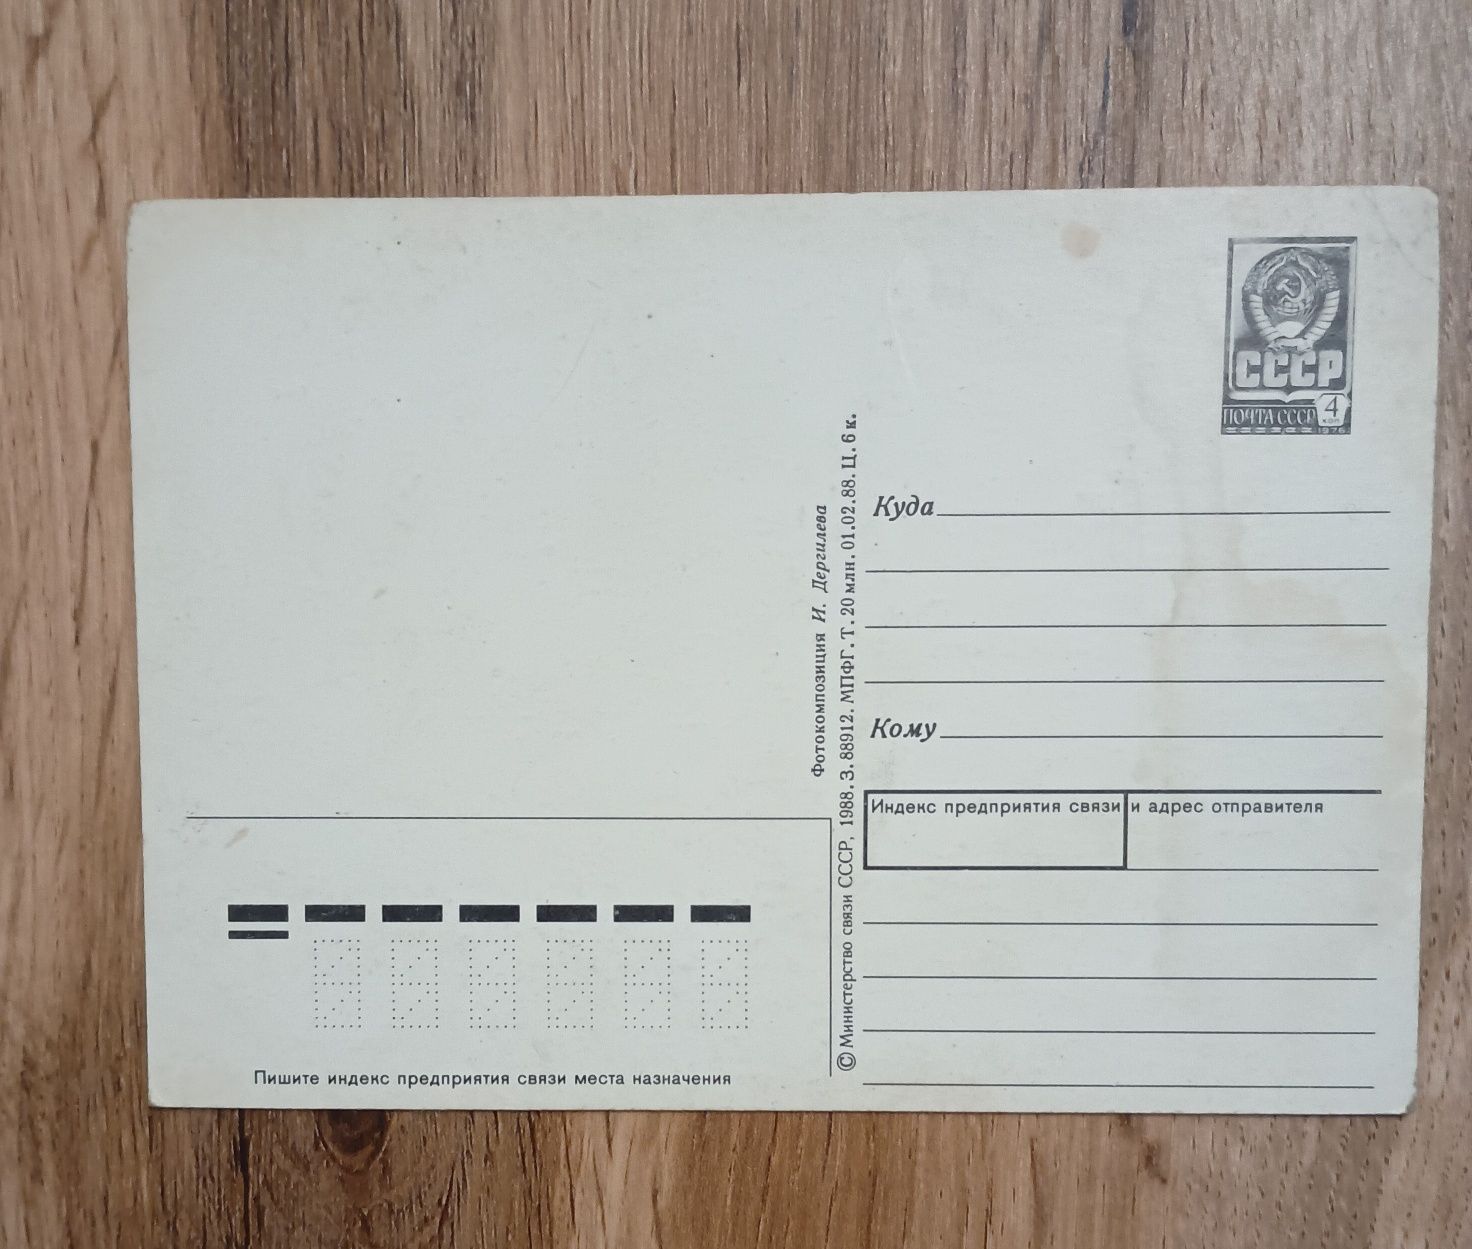 СССР
ПОЧТА СССР 4
коп
1976
Фотокомпозиция И. Дергилева
© Министерство связи СССР, 1988. З. 88912. МПФГ. Т. 20 млн. 01.02.88. Ц. 6 к.
Куда
Кому
Индекс предприятия связи и адрес отправителя
Пишите индекс предприятия связи места назначения